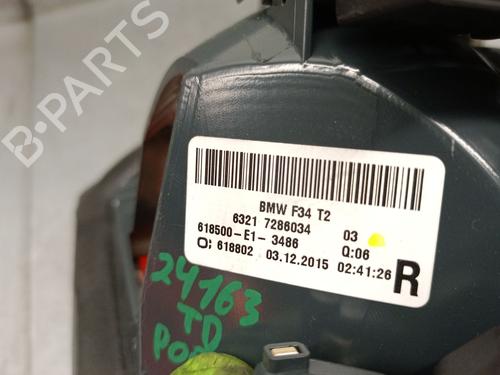 BMW F34 T2
6321 7286034 03
618500-E1-3486 Q:06
O: 618802 03.12.2015 02:41:26
R
24163
TD
B-PARTS